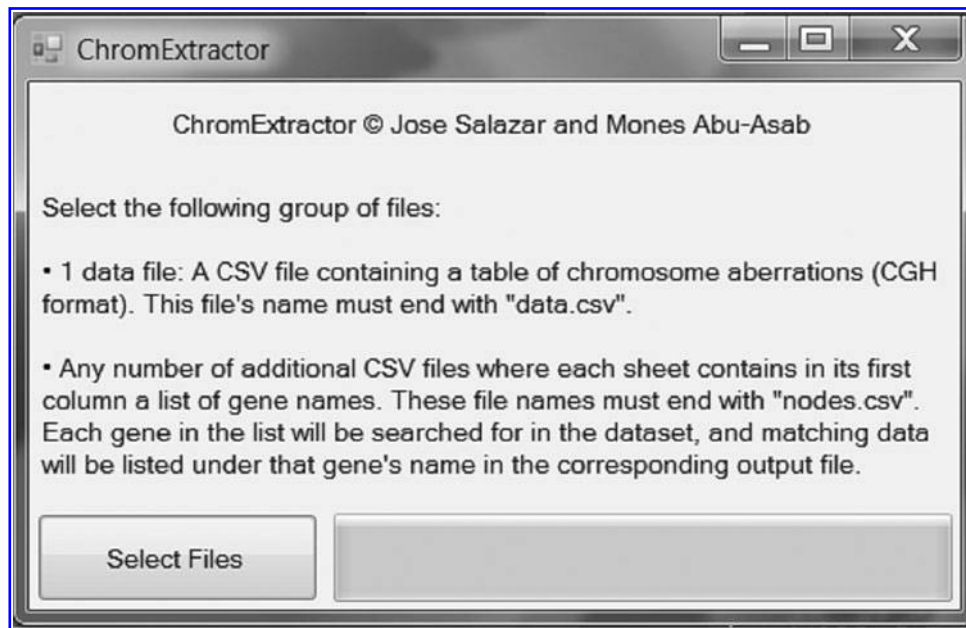 ChromExtractor
ChromExtractor © Jose Salazar and Mones Abu-Asab
Select the following group of files:
• 1 data file: A CSV file containing a table of chromosome aberrations (CGH
format). This file's name must end with "data.csv".
• Any number of additional CSV files where each sheet contains in its first
column a list of gene names. These file names must end with "nodes.csv".
Each gene in the list will be searched for in the dataset, and matching data
will be listed under that gene's name in the corresponding output file.
Select Files